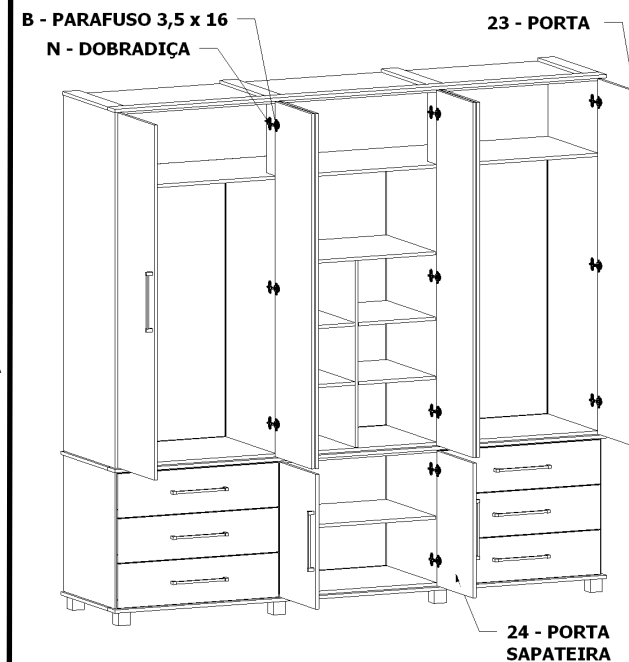 B - PARAFUSO 3,5 x 16
23 - PORTA
N - DOBRADIÇA
24 - PORTA
SAPATEIRA